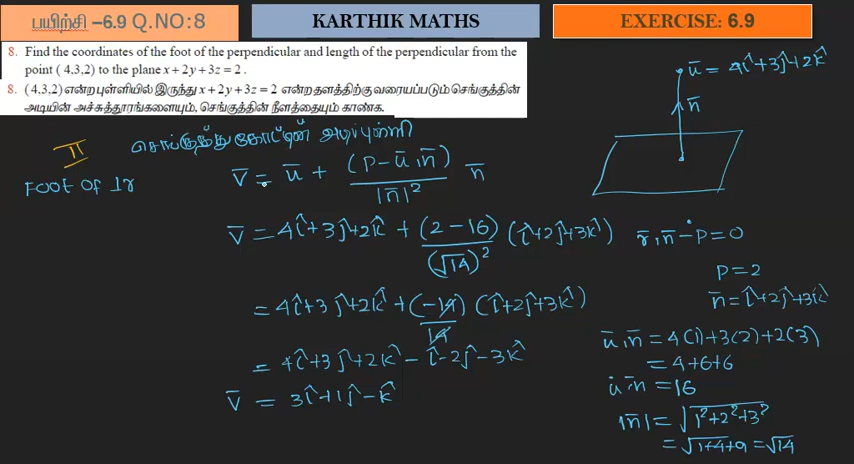 பயிற்சி –6.9 Q.NO:8
KARTHIK MATHS
EXERCISE: 6.9
8. Find the coordinates of the foot of the perpendicular and length of the perpendicular from the
point ( 4,3,2) to the plane x + 2y + 3z = 2 .
8. (4,3,2) என்ற புள்ளியில் இருந்து x + 2y + 3z = 2 என்ற தளத்திற்கு வரையப்படும் செங்குத்தின்
அடியின் அச்சுத்தூரங்களையும், செங்குத்தின் நீளத்தையும் காண்க.
II
செங்குத்து கோட்டின் அடிப்புள்ளி
Foot of ⊥r
v̄ = ū + (P − ū.n̄) / |n̄|² n̄
v̄ = 4î+3ĵ+2k̂ + (2−16) / (√14)² (î+2ĵ+3k̂)
= 4î+3ĵ+2k̂ + (−14) / 14 (î+2ĵ+3k̂)
= 4î+3ĵ+2k̂ − î−2ĵ−3k̂
v̄ = 3î+1ĵ−k̂
ū = 4î+3ĵ+2k̂
n̄
r̄.n̄ − P = 0
P = 2
n̄ = î+2ĵ+3k̂
ū.n̄ = 4(1)+3(2)+2(3)
= 4+6+6
ū.n̄ = 16
|n̄| = √1²+2²+3²
= √1+4+9 = √14